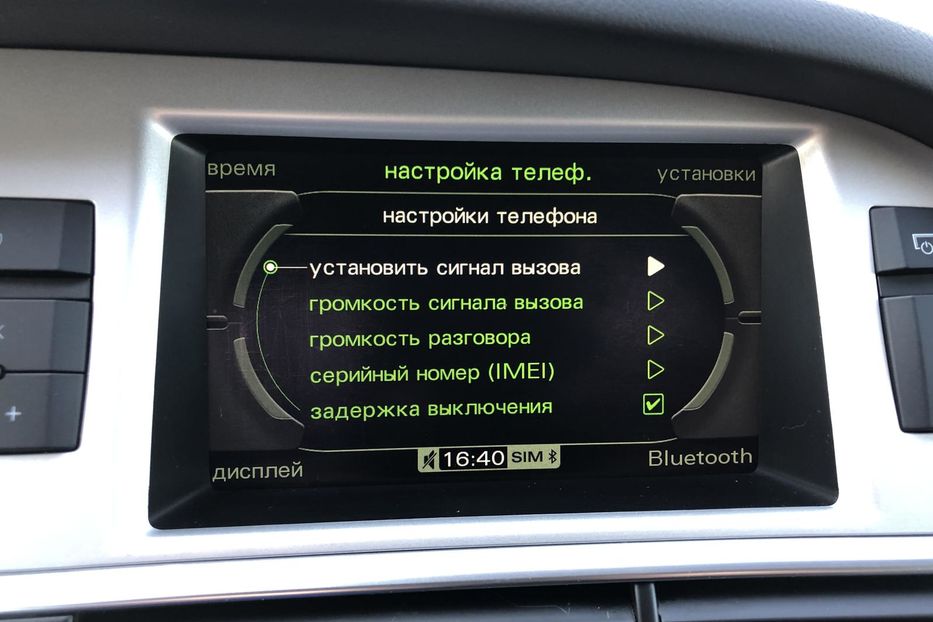 время
настройка телеф.
установки
настройки телефона
установить сигнал вызова
громкость сигнала вызова
громкость разговора
серийный номер (IMEI)
задержка выключения
16:40 SIM
дисплей
Bluetooth